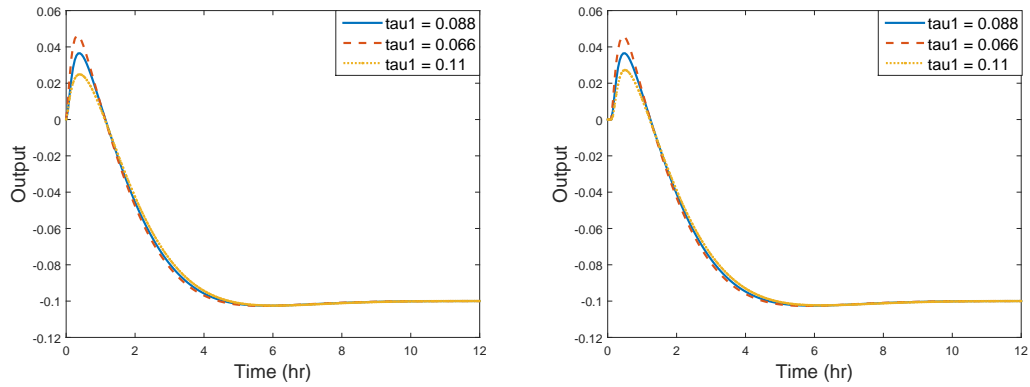 0.06
0.04
0.02
0
-0.02
-0.04
-0.06
-0.08
-0.1
-0.12
Output
0 2 4 6 8 10 12
Time (hr)
tau1 = 0.088
tau1 = 0.066
tau1 = 0.11
0.06
0.04
0.02
0
-0.02
-0.04
-0.06
-0.08
-0.1
-0.12
Output
0 2 4 6 8 10 12
Time (hr)
tau1 = 0.088
tau1 = 0.066
tau1 = 0.11